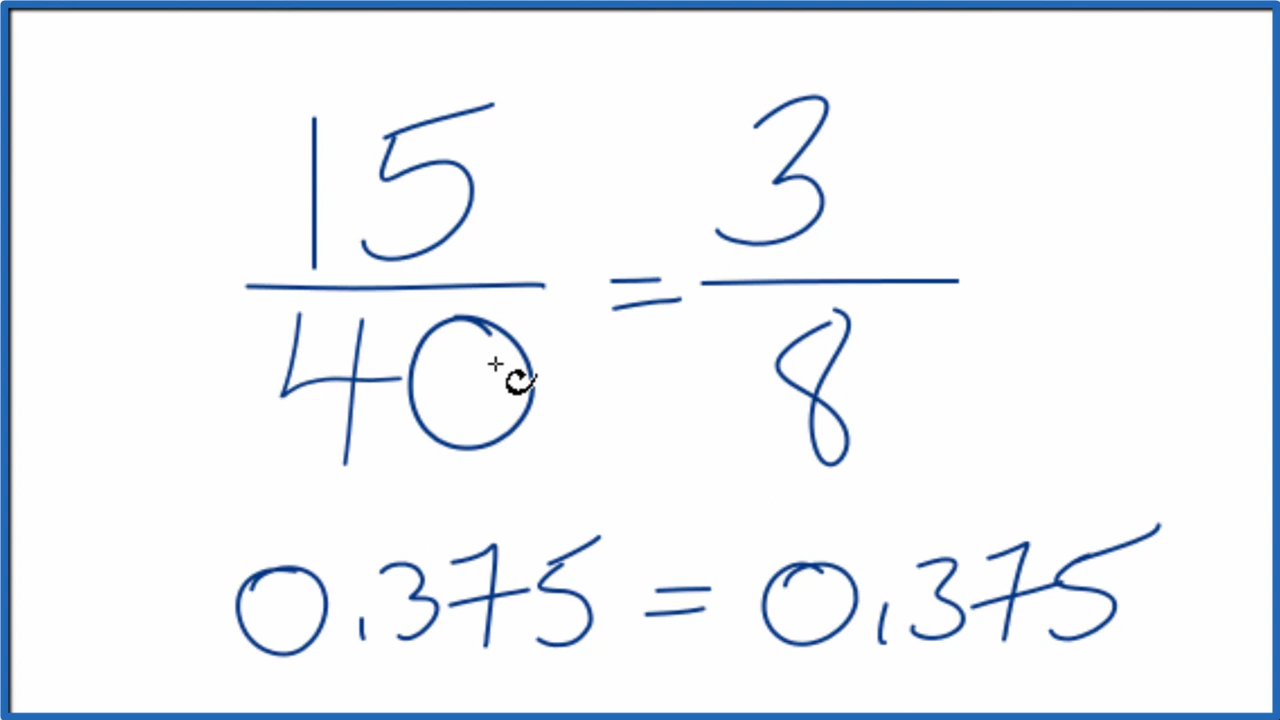 15/40 = 3/8
0.375 = 0.375